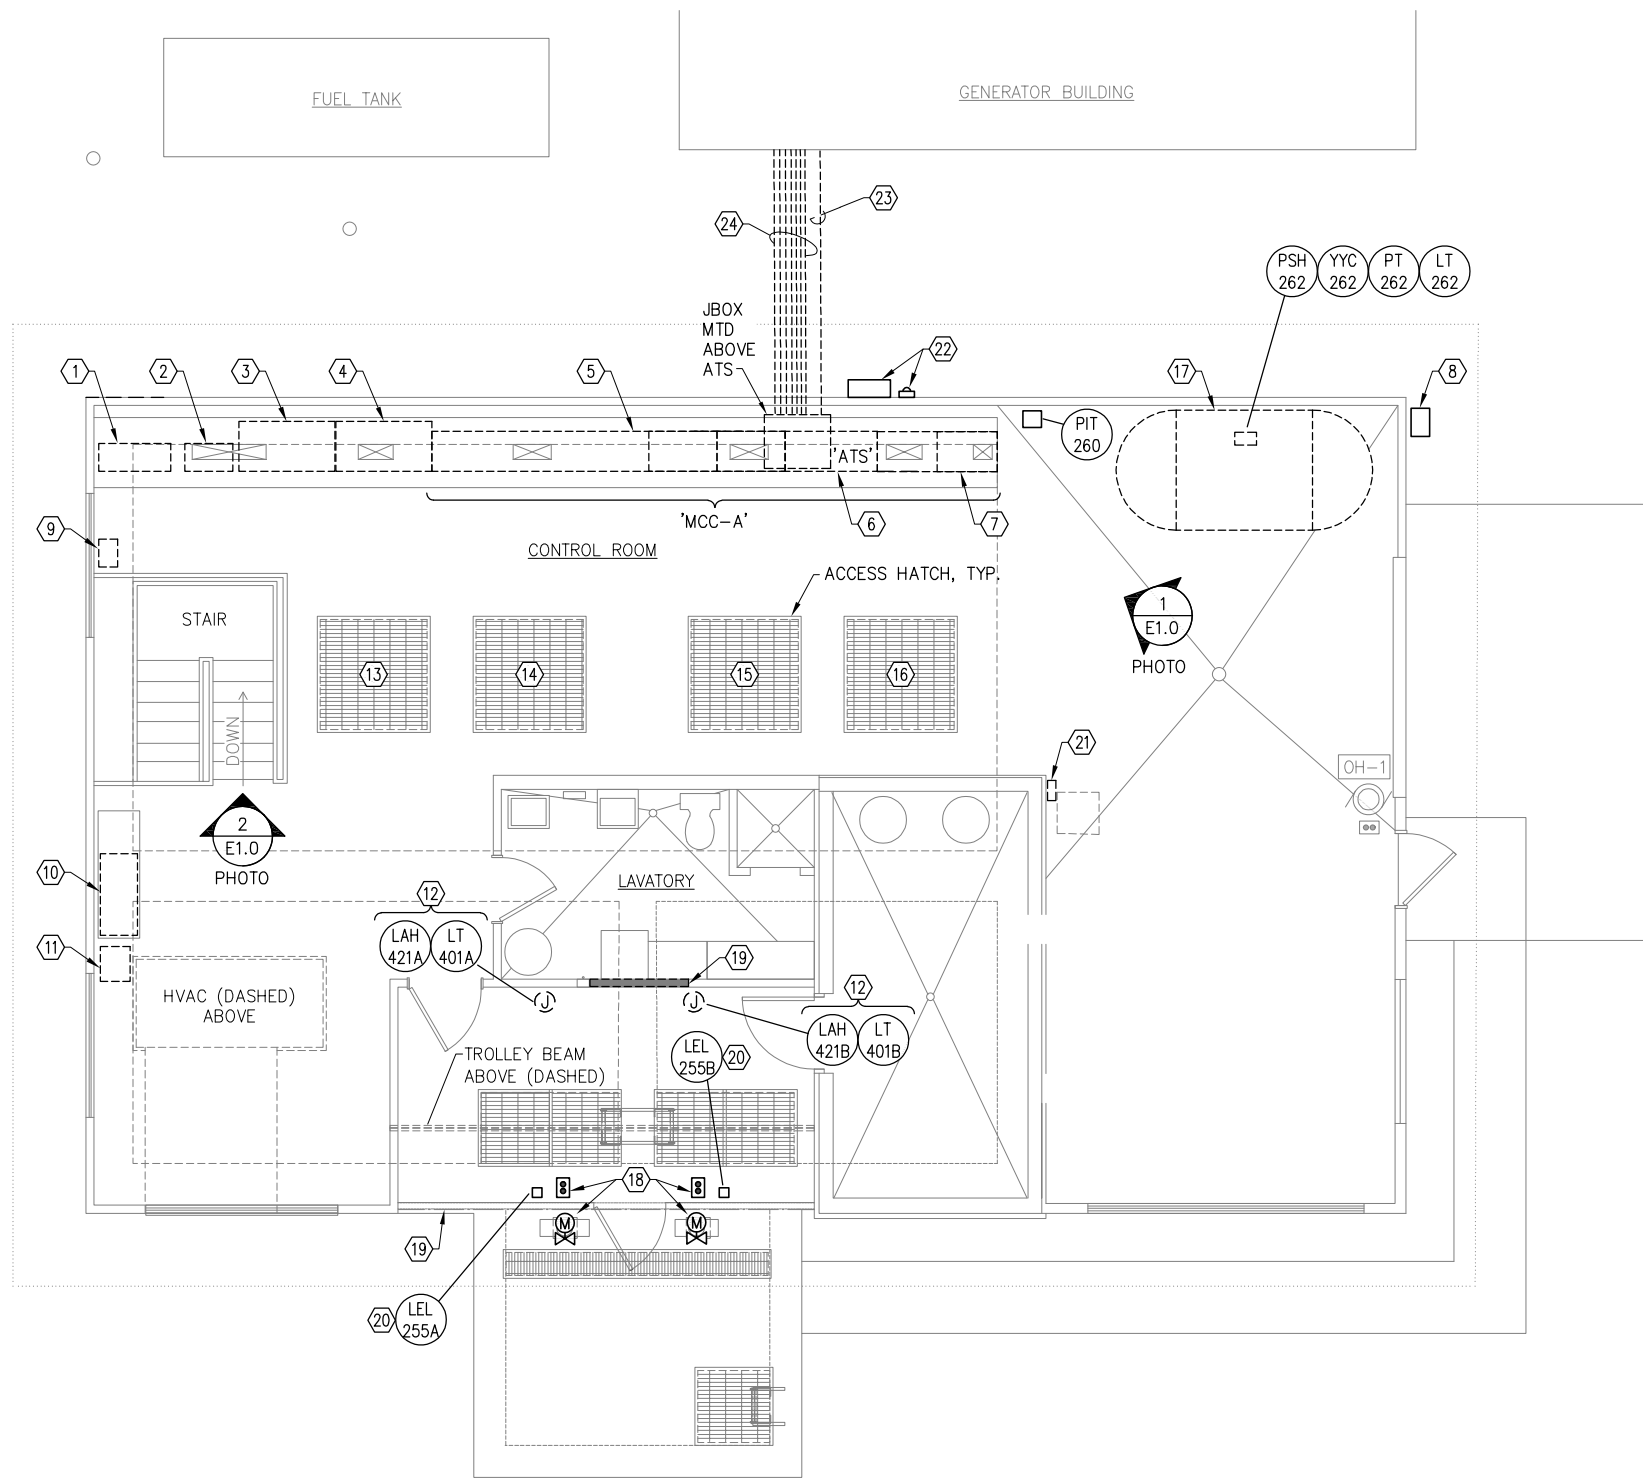 FUEL TANK
GENERATOR BUILDING
23
24
PSH
262
YYC
262
PT
262
LT
262
JBOX
MTD
ABOVE
ATS
22
1
2
3
4
5
17
8
PIT
260
'ATS'
'MCC-A'
6
7
9
CONTROL ROOM
ACCESS HATCH, TYP.
STAIR
1
E1.0
PHOTO
13
14
15
16
DOWN
21
OH-1
2
E1.0
PHOTO
10
LAVATORY
12
LAH
421A
LT
401A
11
19
HVAC (DASHED)
ABOVE
J
J
12
LAH
421B
LT
401B
LEL
255B
20
TROLLEY BEAM
ABOVE (DASHED)
18
M
M
19
20
LEL
255A